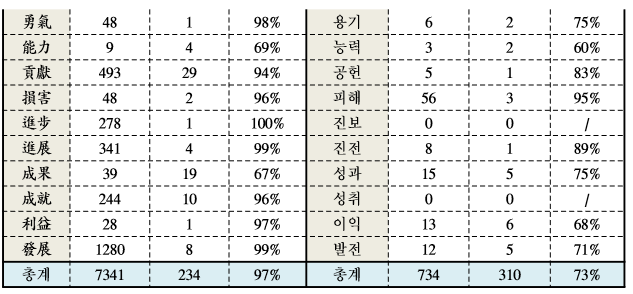 勇氣 48 1 98% 용기 6 2 75%
能力 9 4 69% 능력 3 2 60%
貢獻 493 29 94% 공헌 5 1 83%
損害 48 2 96% 피해 56 3 95%
進步 278 1 100% 진보 0 0 /
進展 341 4 99% 진전 8 1 89%
成果 39 19 67% 성과 15 5 75%
成就 244 10 96% 성취 0 0 /
利益 28 1 97% 이익 13 6 68%
發展 1280 8 99% 발전 12 5 71%
총계 7341 234 97% 총계 734 310 73%